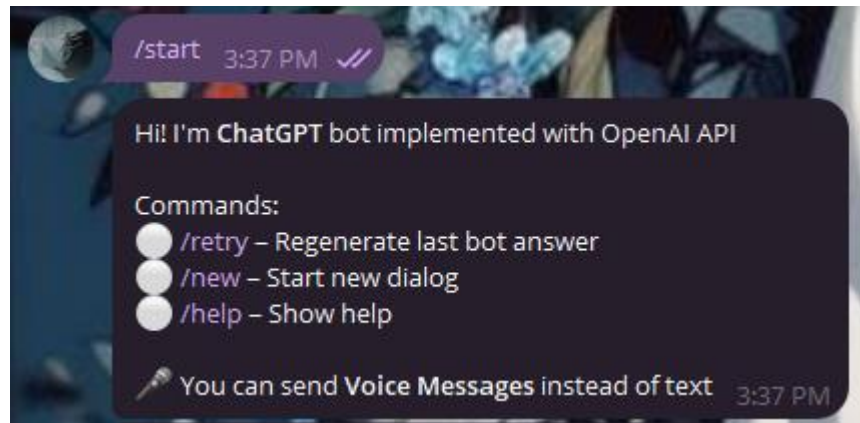 /start 3:37 PM
Hi! I'm ChatGPT bot implemented with OpenAI API
Commands:
/retry – Regenerate last bot answer
/new – Start new dialog
/help – Show help
🎤 You can send Voice Messages instead of text 3:37 PM